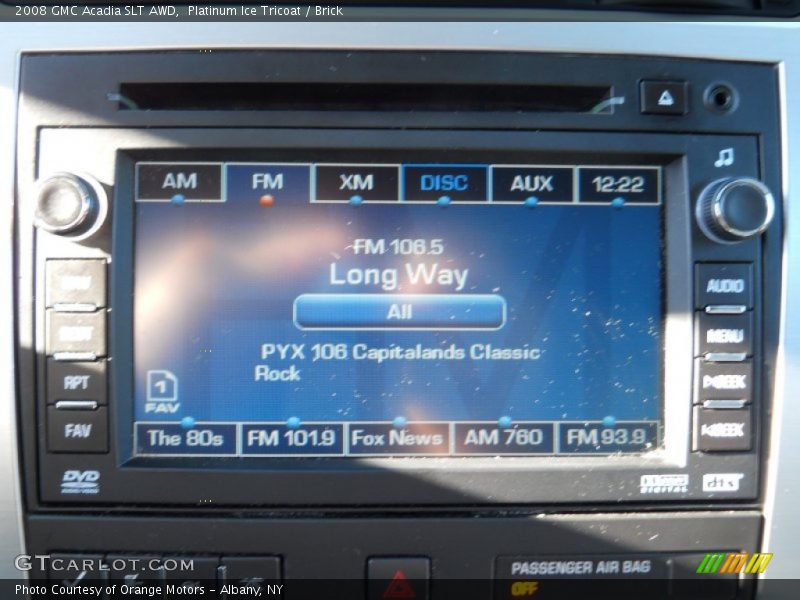 2008 GMC Acadia SLT AWD, Platinum Ice Tricoat / Brick
AM FM XM DISC AUX 12:22
FM 106.5
Long Way
All
PYX 106 Capitalands Classic
Rock
1
FAV
The 80s FM 101.9 Fox News AM 760 FM 93.9
RPT
FAV
AUDIO
MENU
SEEK
SEEK
DVD
DIGITAL
dts
PASSENGER AIR BAG
OFF
GTCARLOT.COM
Photo Courtesy of Orange Motors - Albany, NY